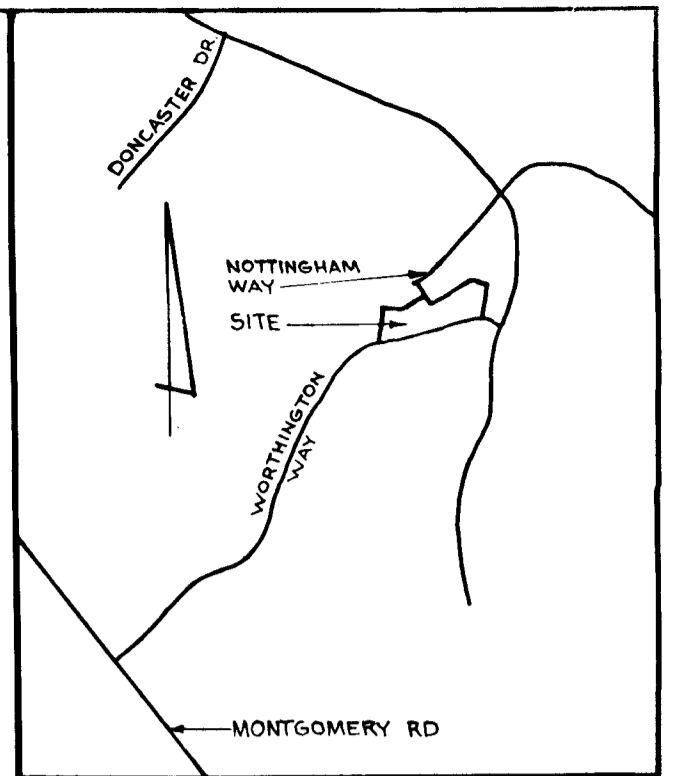 DONCASTER DR.
NOTTINGHAM
WAY
SITE
WORTHINGTON
WAY
MONTGOMERY RD